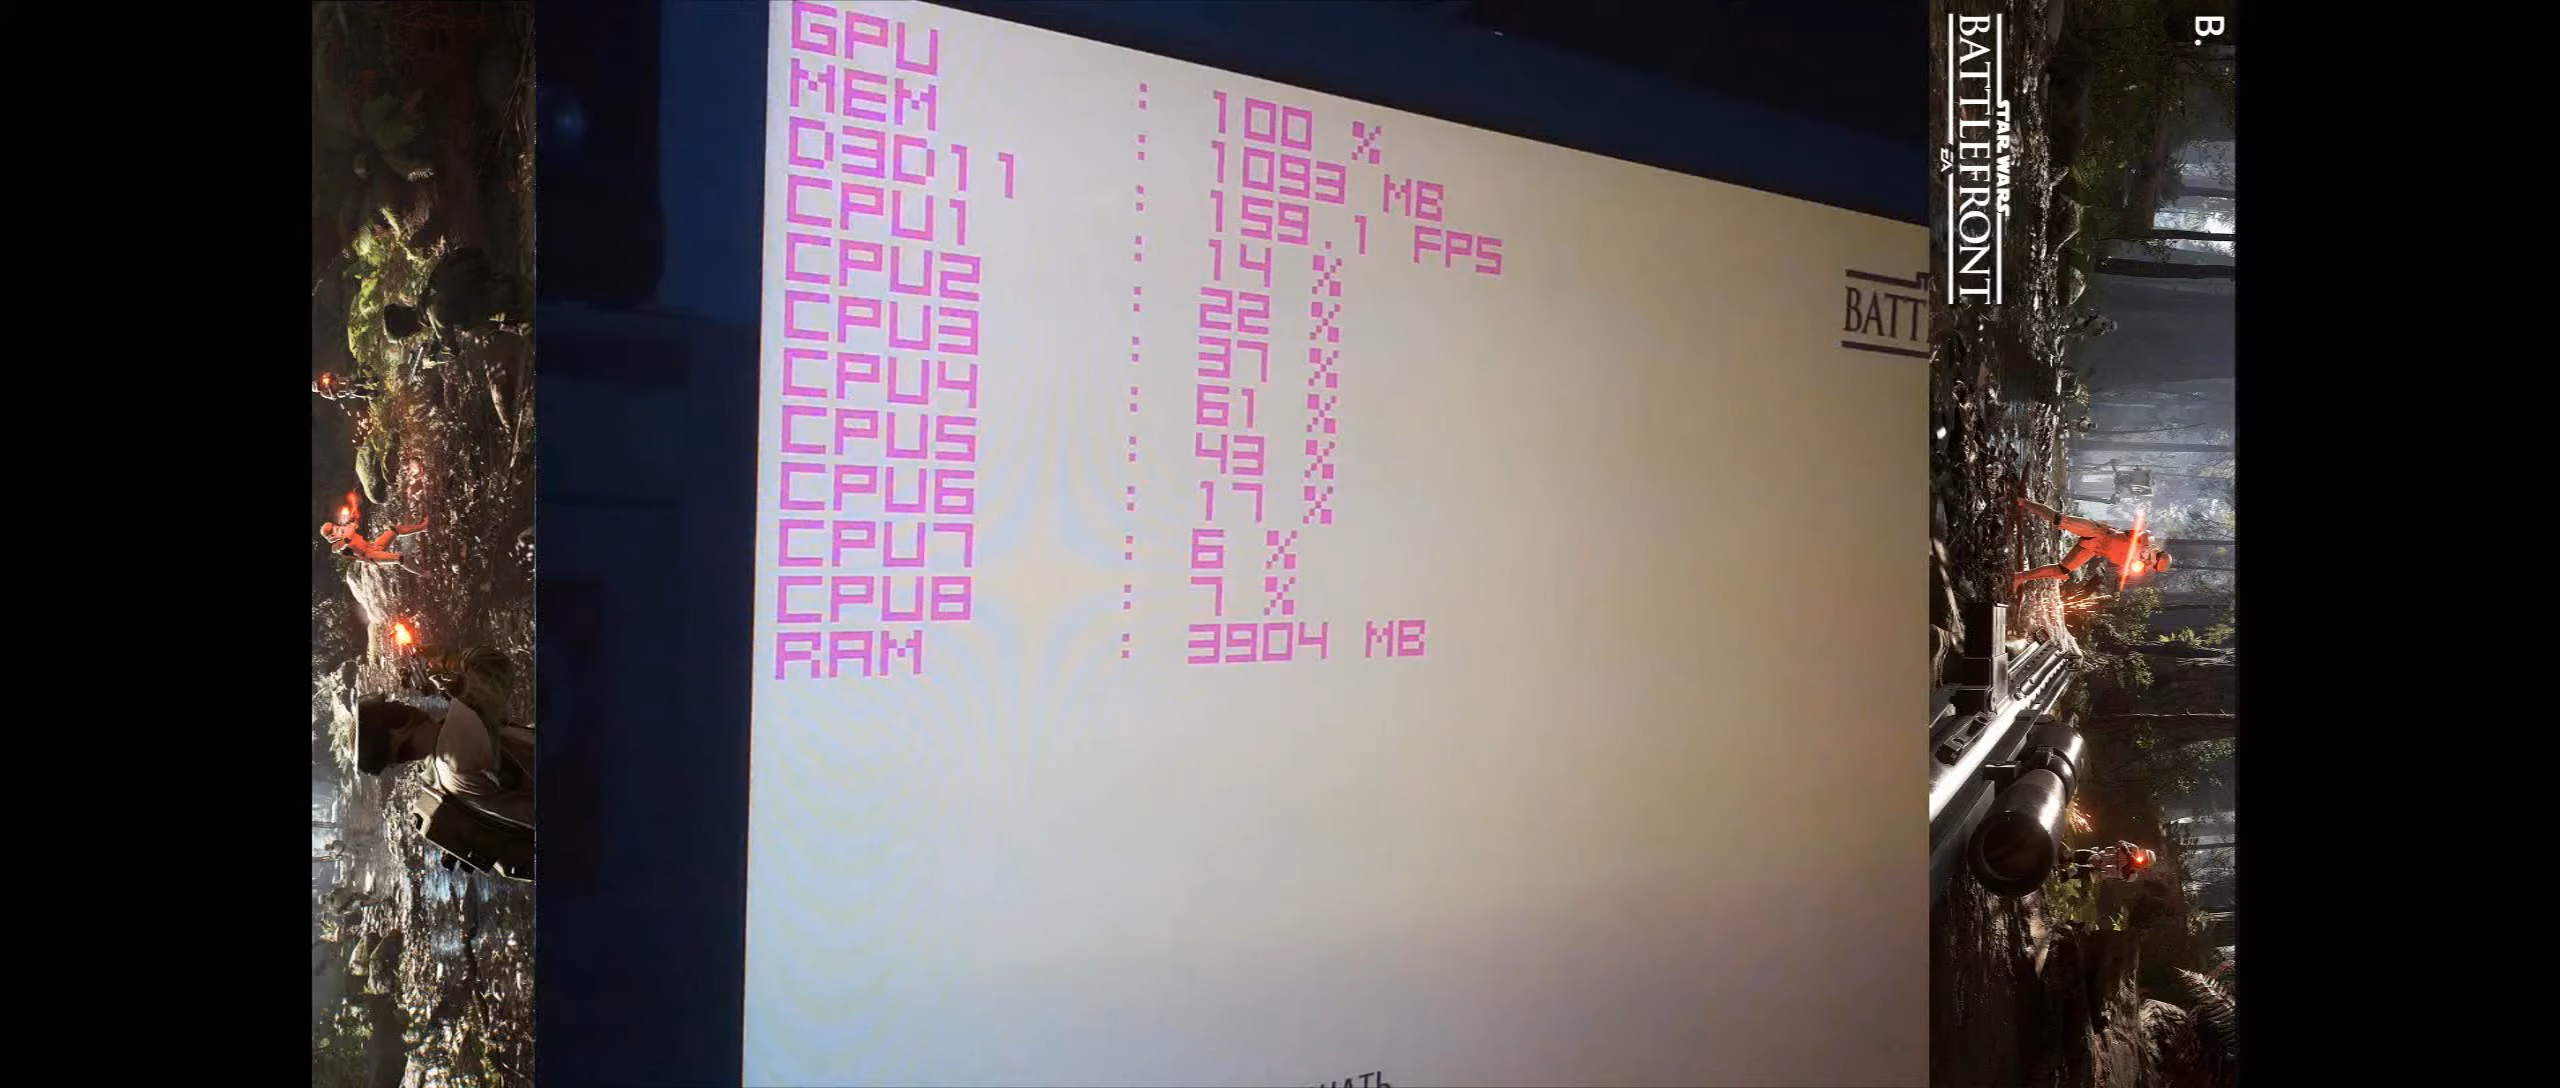 GPU : 100 %
MEM : 1093 MB
D3D11 : 159.1 FPS
CPU1 : 14 %
CPU2 : 22 %
CPU3 : 37 %
CPU4 : 61 %
CPU5 : 43 %
CPU6 : 17 %
CPU7 : 6 %
CPU8 : 7 %
RAM : 3904 MB
BATT
B.
STAR WARS
BATTLEFRONT
EA